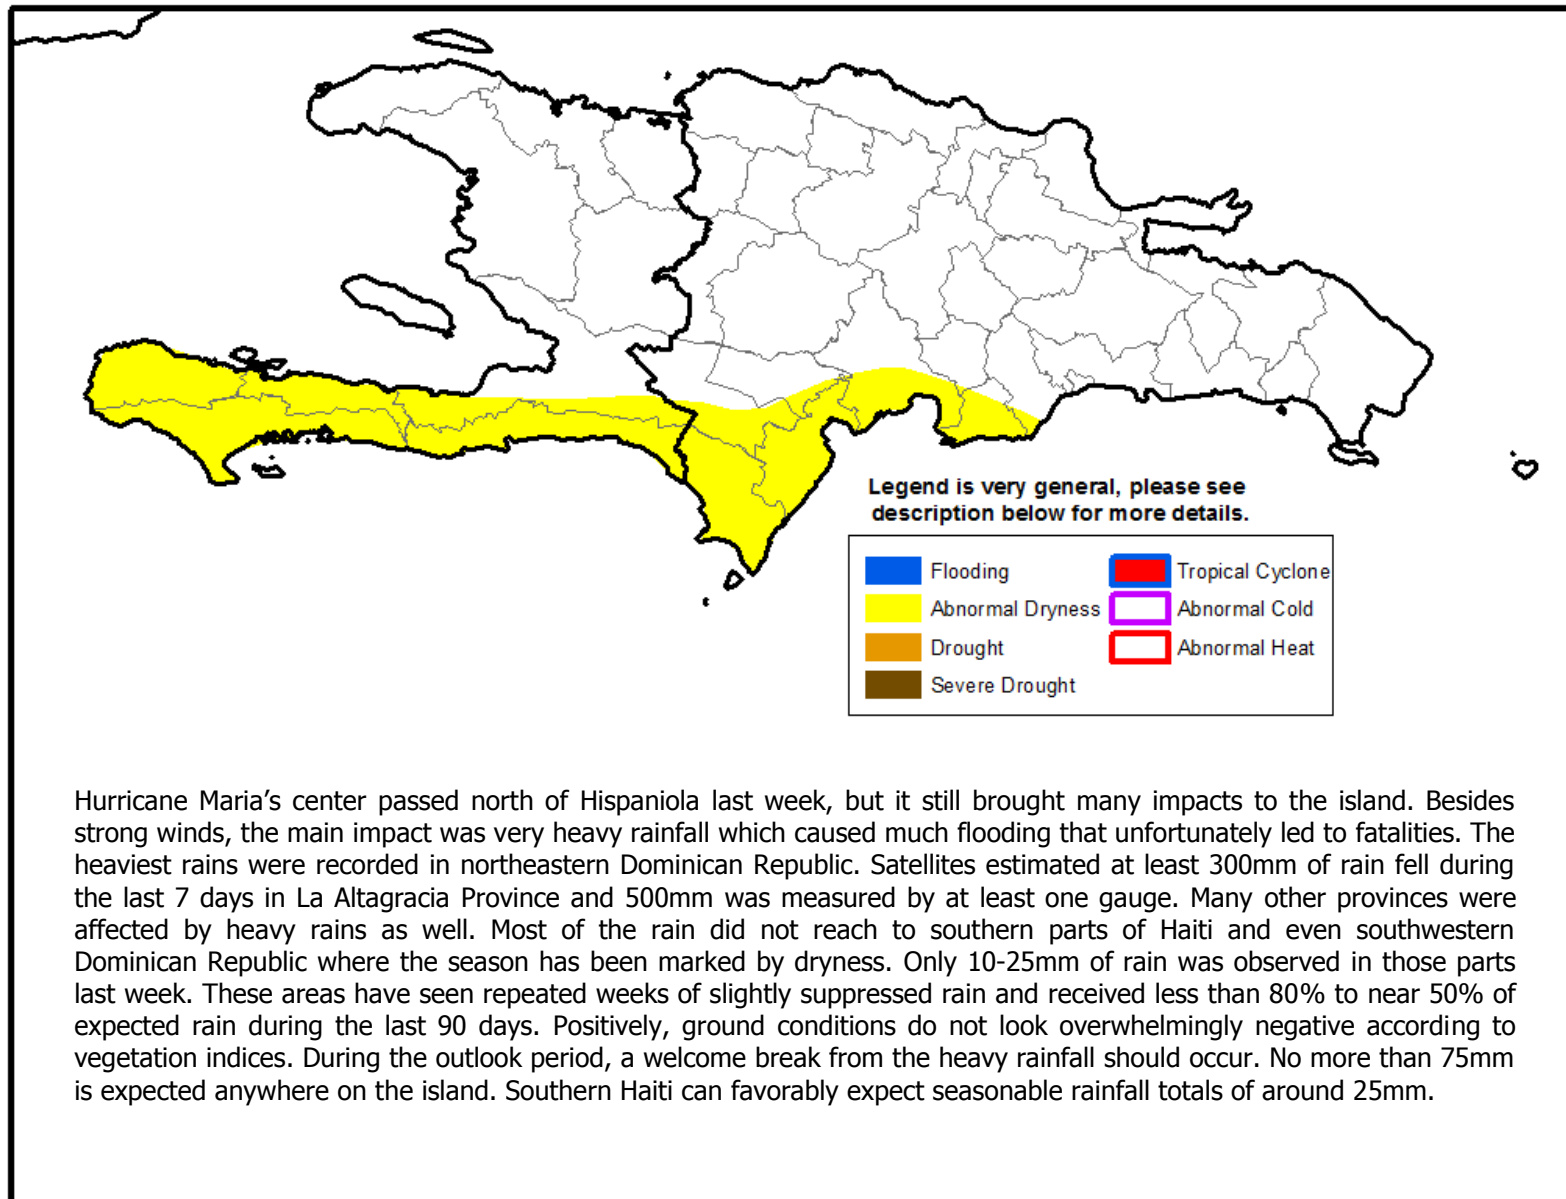 Legend is very general, please see
description below for more details.
Flooding
Abnormal Dryness
Drought
Severe Drought
Tropical Cyclone
Abnormal Cold
Abnormal Heat
Hurricane Maria’s center passed north of Hispaniola last week, but it still brought many impacts to the island. Besides
strong winds, the main impact was very heavy rainfall which caused much flooding that unfortunately led to fatalities. The
heaviest rains were recorded in northeastern Dominican Republic. Satellites estimated at least 300mm of rain fell during
the last 7 days in La Altagracia Province and 500mm was measured by at least one gauge. Many other provinces were
affected by heavy rains as well. Most of the rain did not reach to southern parts of Haiti and even southwestern
Dominican Republic where the season has been marked by dryness. Only 10-25mm of rain was observed in those parts
last week. These areas have seen repeated weeks of slightly suppressed rain and received less than 80% to near 50% of
expected rain during the last 90 days. Positively, ground conditions do not look overwhelmingly negative according to
vegetation indices. During the outlook period, a welcome break from the heavy rainfall should occur. No more than 75mm
is expected anywhere on the island. Southern Haiti can favorably expect seasonable rainfall totals of around 25mm.